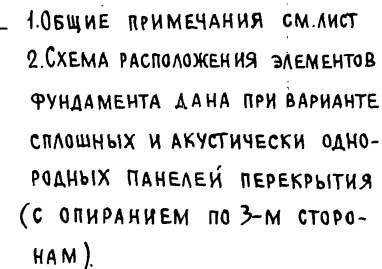 1.Общие примечания см.лист
2.Схема расположения элементов
фундамента дана при варианте
сплошных и акустически одно-
родных панелей перекрытия
(с опиранием по 3-м сторо-
нам).